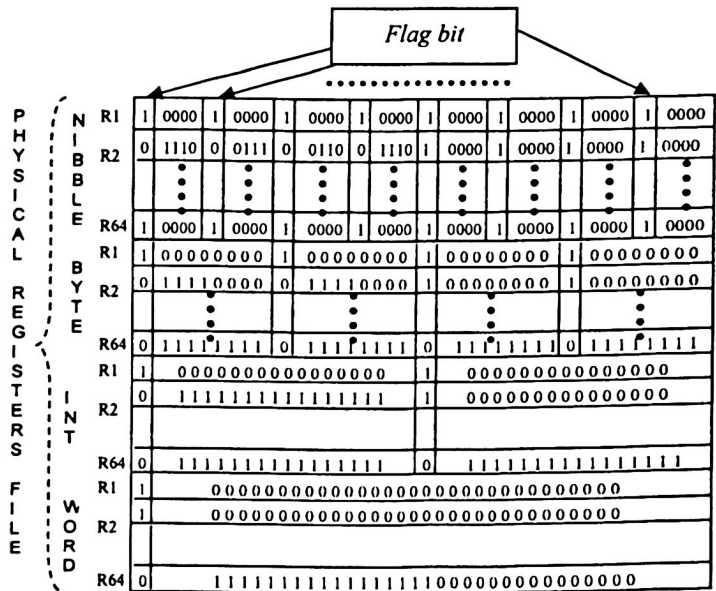 Flag bit
PHYSICAL REGISTERS FILE
NIBBLE
R1 1 0000 1 0000 1 0000 1 0000 1 0000 1 0000 1 0000 1 0000
R2 0 1110 0 0111 0 0110 0 1110 1 0000 1 0000 1 0000 1 0000
R64 1 0000 1 0000 1 0000 1 0000 1 0000 1 0000 1 0000 1 0000
BYTE
R1 1 00000000 1 00000000 1 00000000 1 00000000
R2 0 11110000 0 11110000 1 00000000 1 00000000
R64 0 11111111 0 11111111 0 11111111 0 11111111
INT
R1 1 0000000000000000 1 0000000000000000
R2 0 1111111111111111 1 0000000000000000
R64 0 1111111111111111 0 1111111111111111
WORD
R1 1 0000000000000000000000000000000
R2 1 0000000000000000000000000000000
R64 0 11111111111111110000000000000000